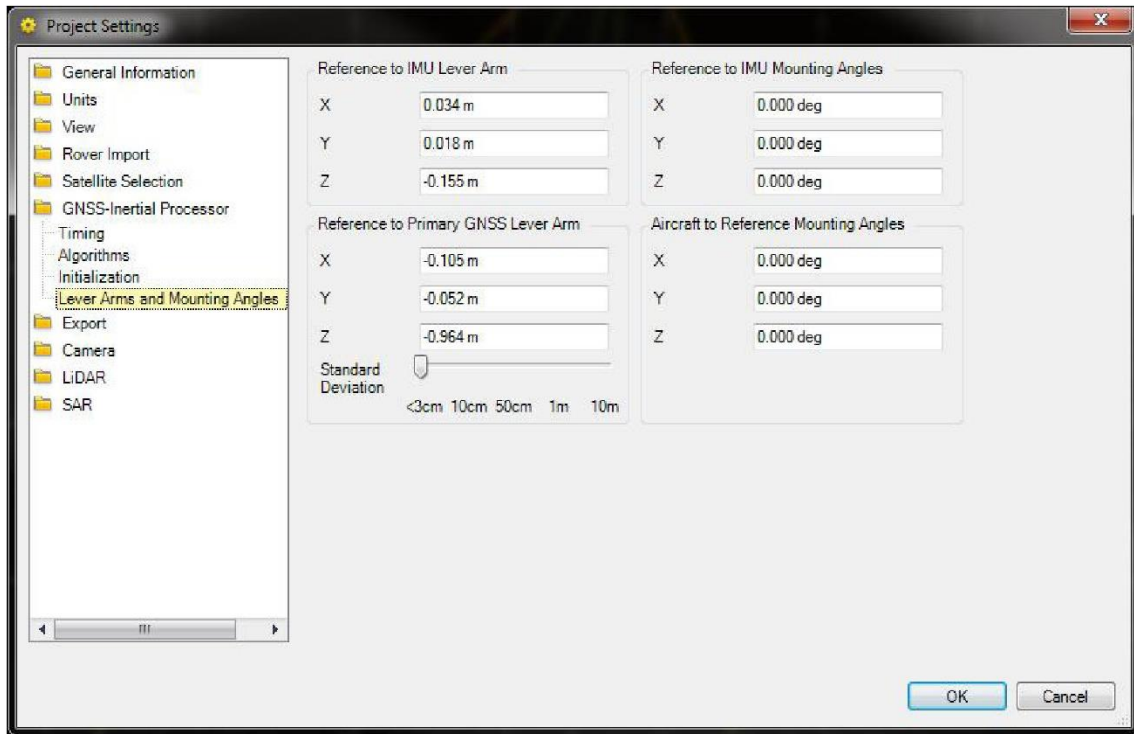 Project Settings
General Information
Units
View
Rover Import
Satellite Selection
GNSS-Inertial Processor
Timing
Algorithms
Initialization
Lever Arms and Mounting Angles
Export
Camera
LiDAR
SAR
Reference to IMU Lever Arm
X 0.034 m
Y 0.018 m
Z -0.155 m
Reference to IMU Mounting Angles
X 0.000 deg
Y 0.000 deg
Z 0.000 deg
Reference to Primary GNSS Lever Arm
X -0.105 m
Y -0.052 m
Z -0.964 m
Standard
Deviation
<3cm 10cm 50cm 1m 10m
Aircraft to Reference Mounting Angles
X 0.000 deg
Y 0.000 deg
Z 0.000 deg
OK Cancel